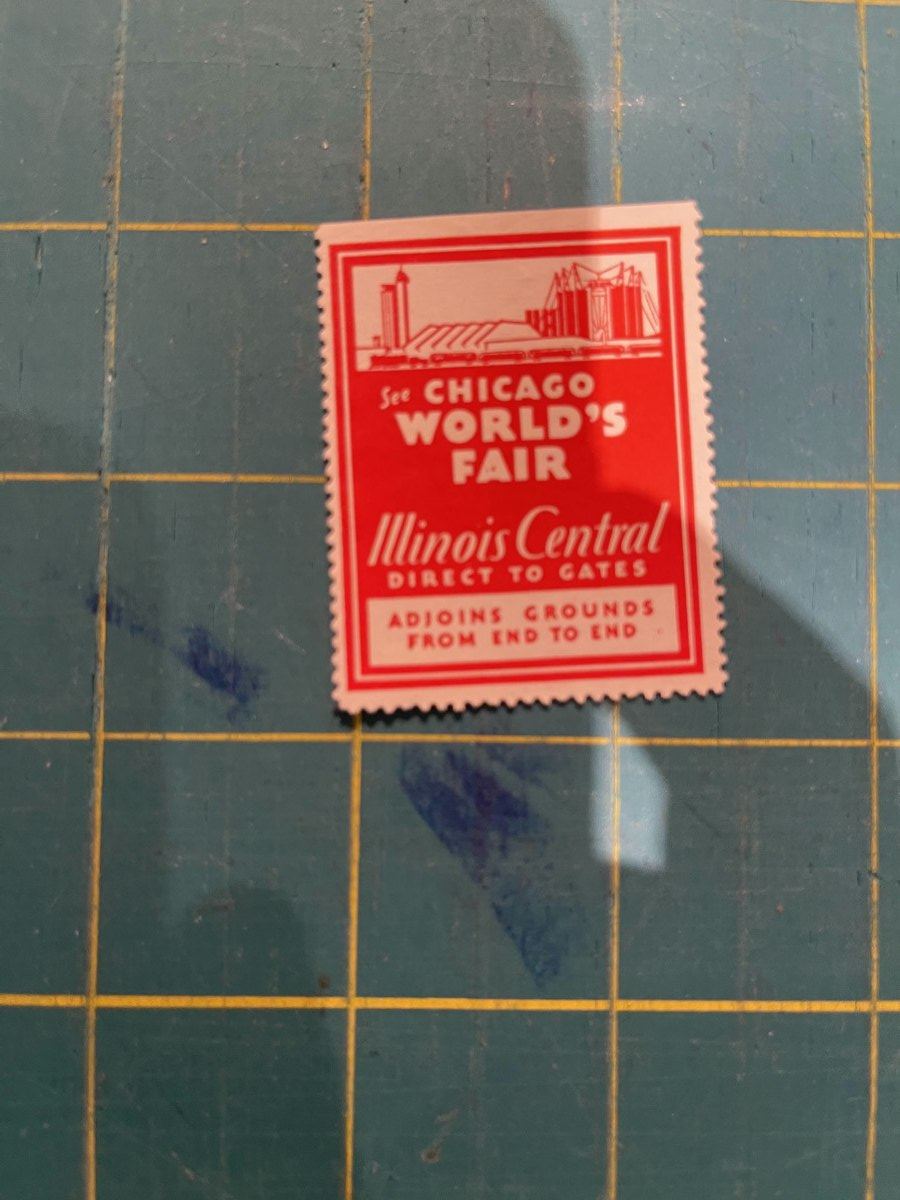 See CHICAGO
WORLD'S
FAIR
Illinois Central
DIRECT TO GATES
ADJOINS GROUNDS
FROM END TO END